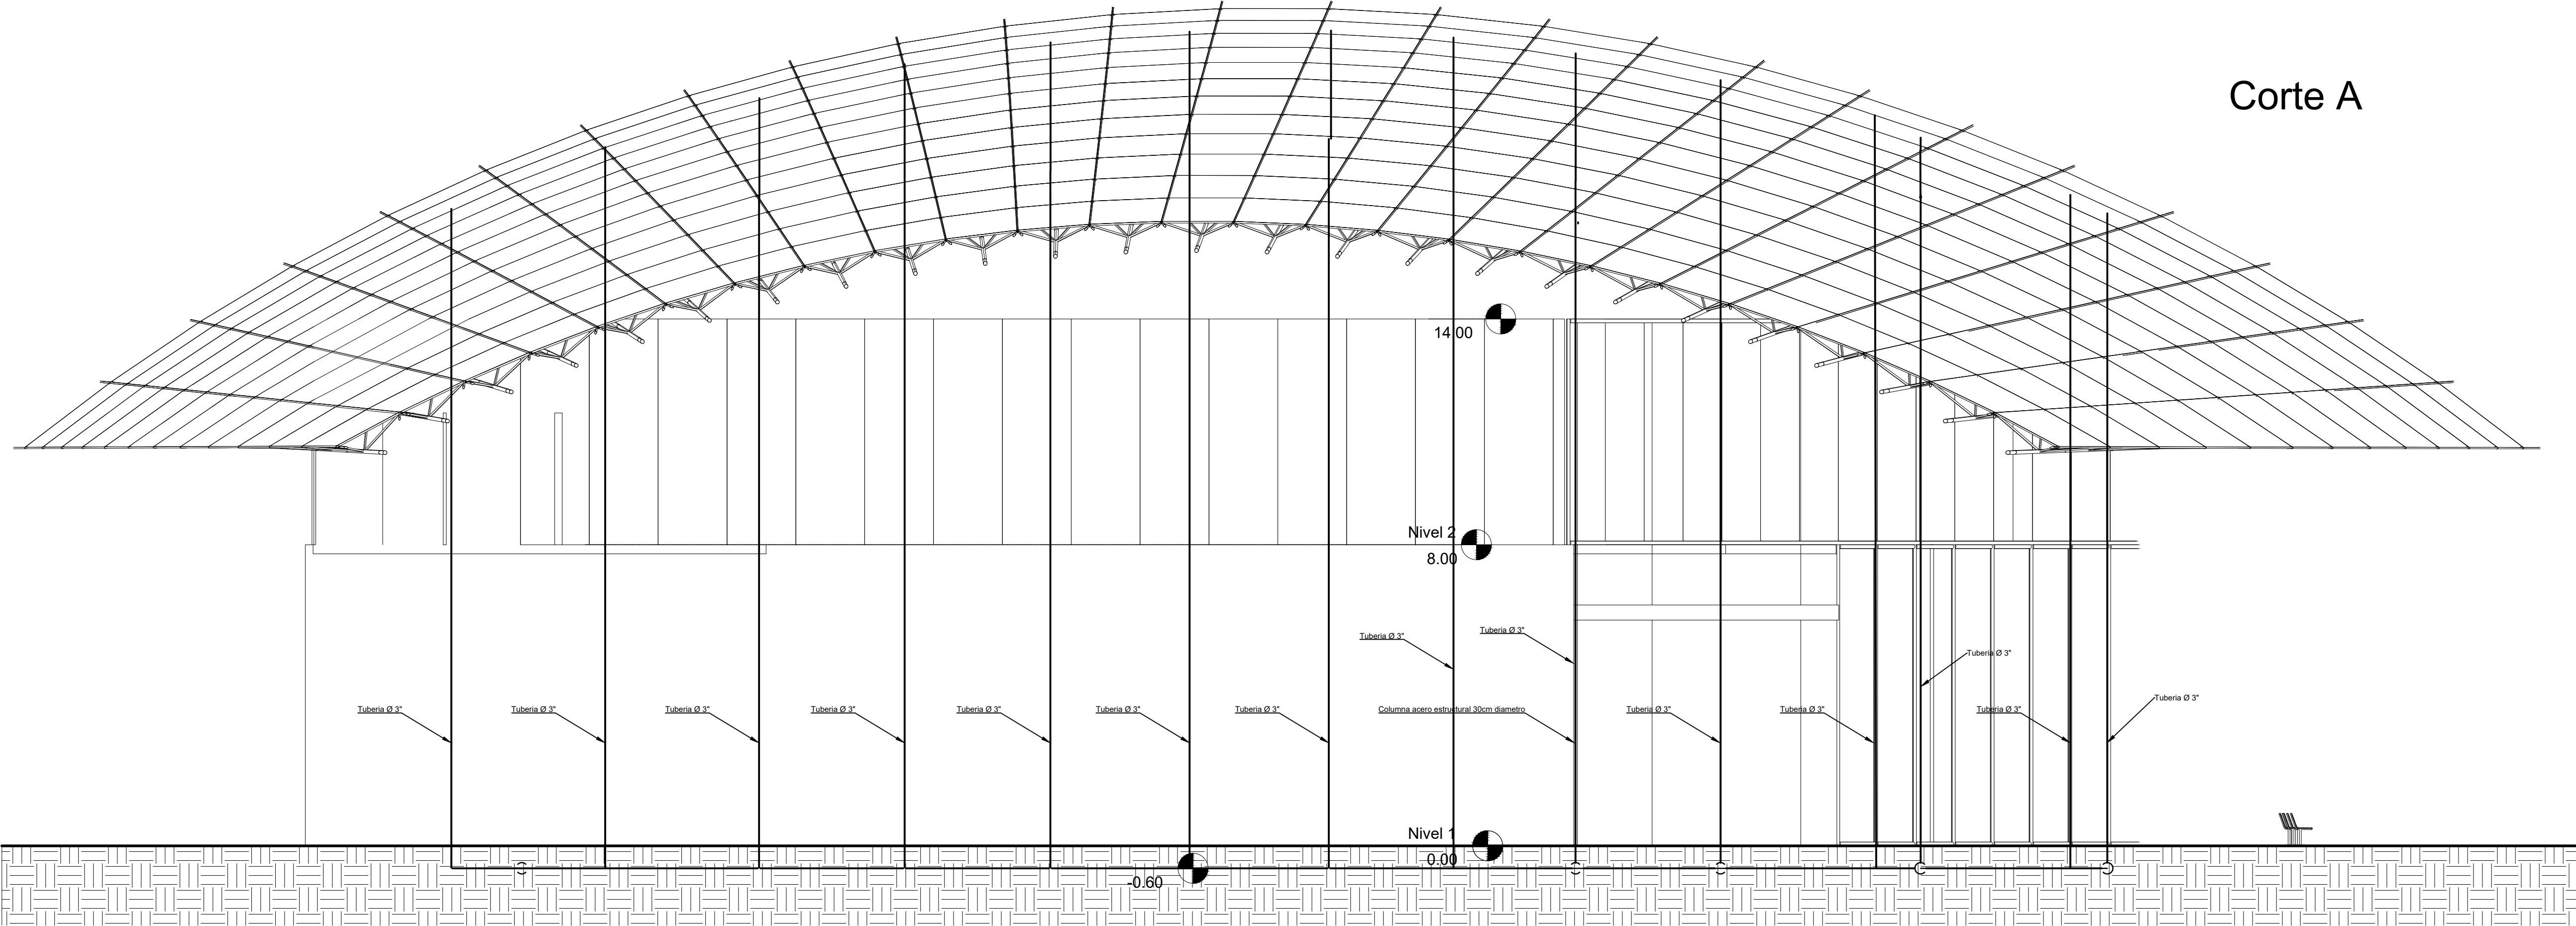 Corte A
14.00
Nivel 2
8.00
Tuberia Ø 3"
Tuberia Ø 3"
Tuberia Ø 3"
Tuberia Ø 3"
Tuberia Ø 3"
Tuberia Ø 3"
Tuberia Ø 3"
Tuberia Ø 3"
Tuberia Ø 3"
Tuberia Ø 3"
Tuberia Ø 3"
Columna acero estructural 30cm diametro
Tuberia Ø 3"
Tuberia Ø 3"
Tuberia Ø 3"
Nivel 1
0.00
-0.60